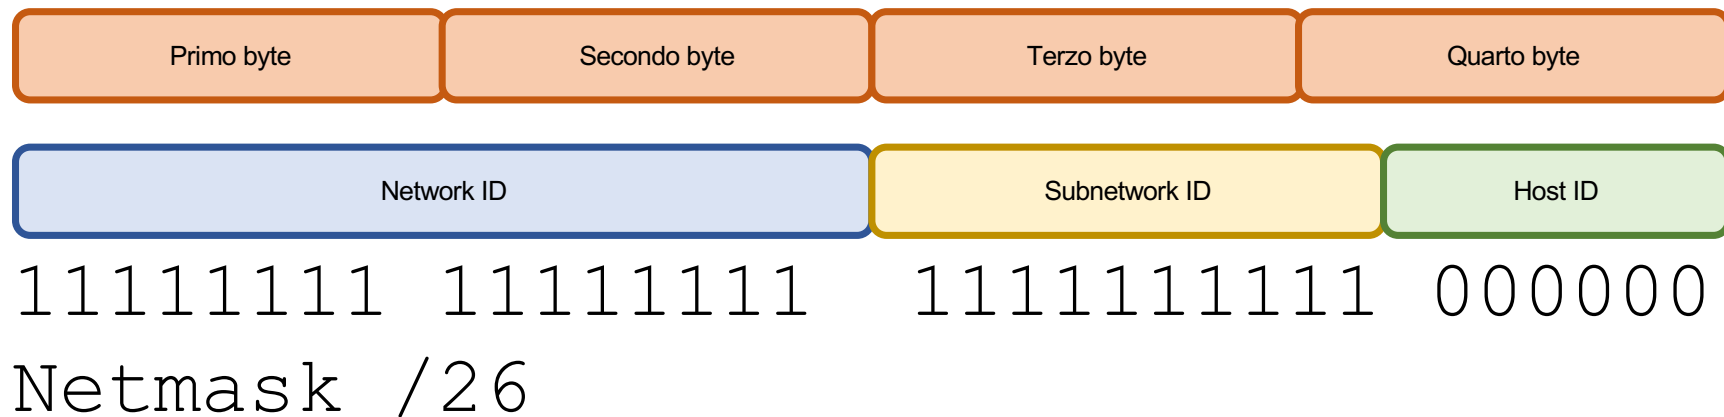 Primo byte Secondo byte Terzo byte Quarto byte
Network ID Subnetwork ID Host ID
11111111 11111111 1111111111 000000
Netmask /26